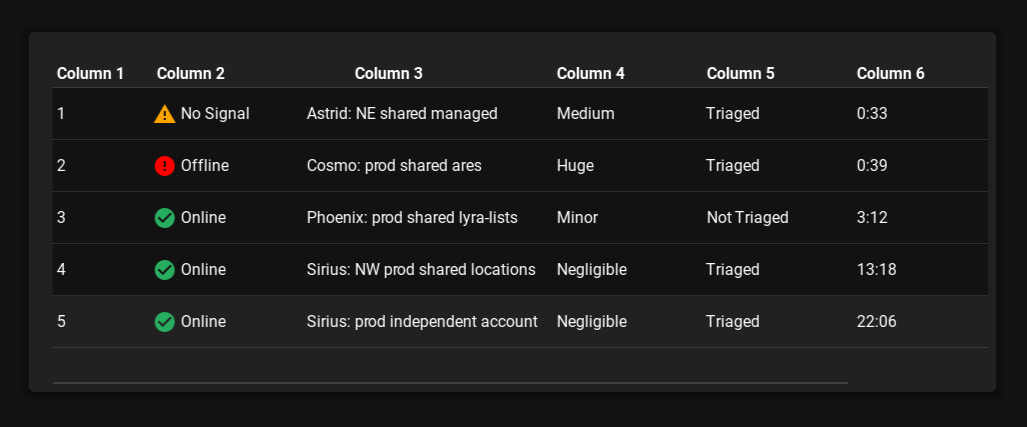 Column 1 Column 2 Column 3 Column 4 Column 5 Column 6
1 No Signal Astrid: NE shared managed Medium Triaged 0:33
2 Offline Cosmo: prod shared ares Huge Triaged 0:39
3 Online Phoenix: prod shared lyra-lists Minor Not Triaged 3:12
4 Online Sirius: NW prod shared locations Negligible Triaged 13:18
5 Online Sirius: prod independent account Negligible Triaged 22:06